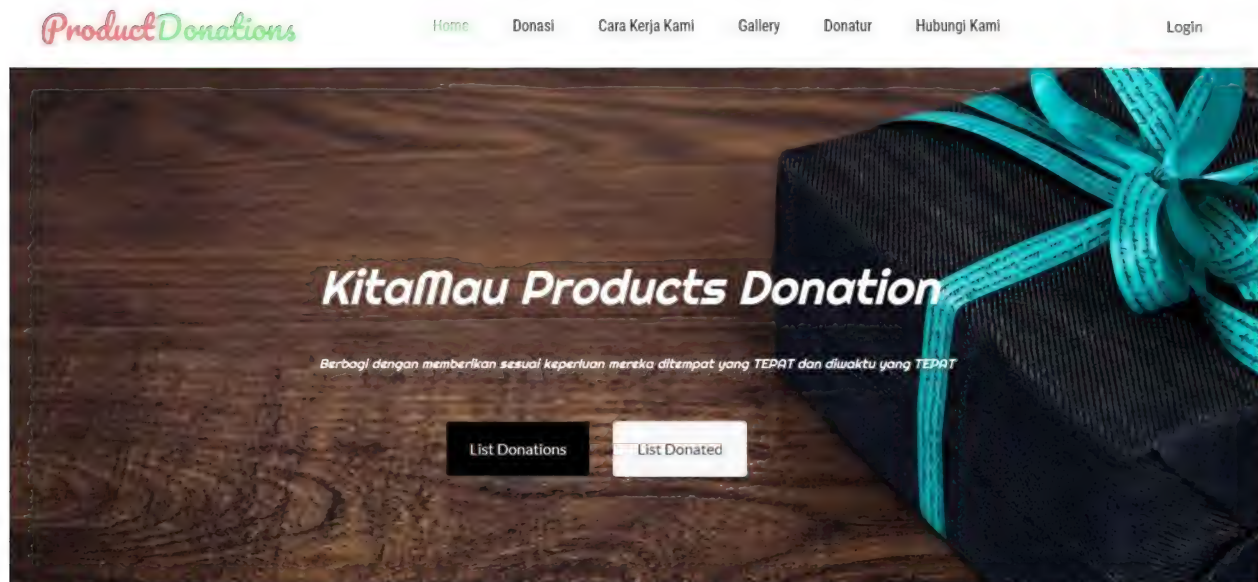 ProductDonations
Home Donasi Cara Kerja Kami Gallery Donatur Hubungi Kami Login
KitaMau Products Donation
Berbagi dengan memberikan sesuai keperluan mereka ditempat yang TEPAT dan diwaktu yang TEPAT
List Donations List Donated